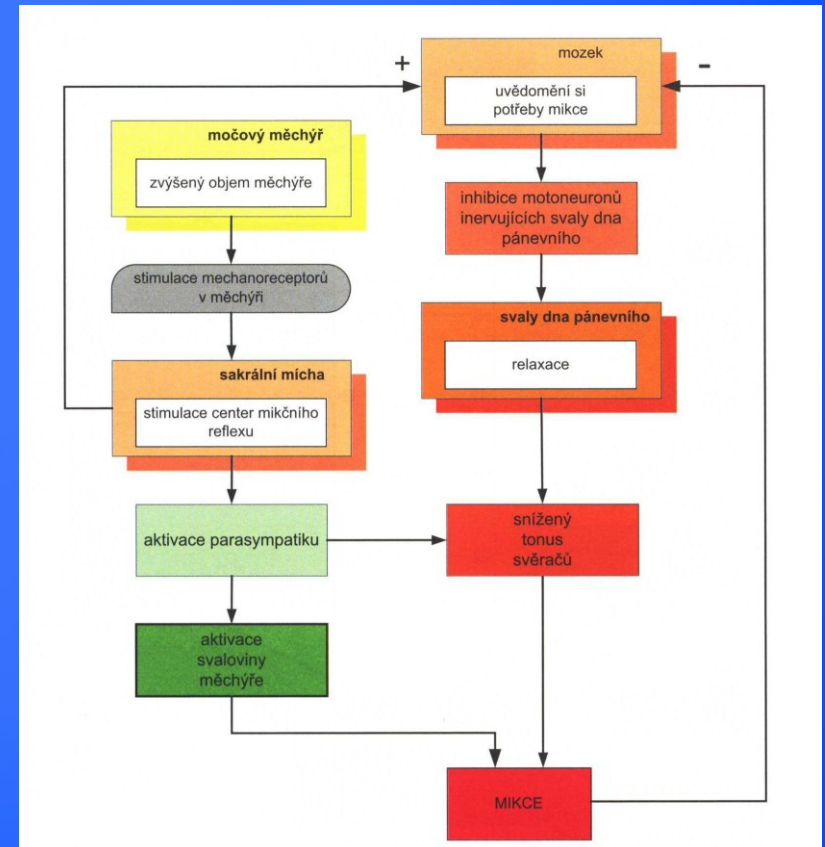 +
mozek
-
uvědomění si
potřeby mikce
močový měchýř
zvýšený objem měchýře
inhibice motoneuronů
inervujících svaly dna
pánevního
stimulace mechanoreceptorů
v měchýři
svaly dna pánevního
relaxace
sakrální mícha
stimulace center mikčního
reflexu
aktivace parasympatiku
snížený
tonus
svěračů
aktivace
svaloviny
měchýře
MIKCE